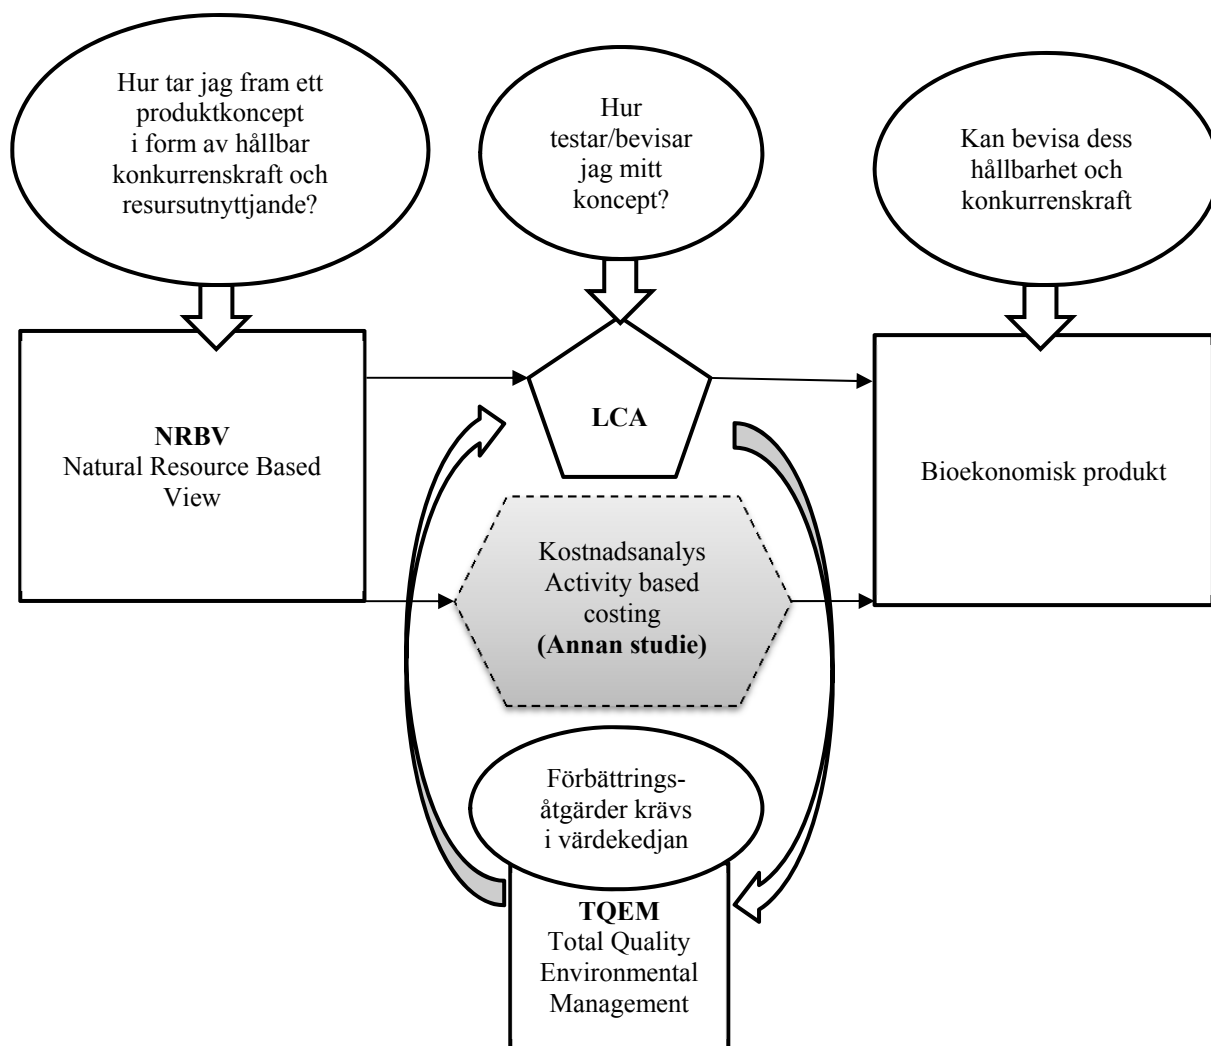 Hur tar jag fram ett
produktkoncept
i form av hållbar
konkurrenskraft och
resursutnyttjande?
Hur
testar/bevisar
jag mitt
koncept?
Kan bevisa dess
hållbarhet och
konkurrenskraft
NRBV
Natural Resource Based
View
LCA
Bioekonomisk produkt
Kostnadsanalys
Activity based
costing
(Annan studie)
Förbättrings-
åtgärder krävs
i värdekedjan
TQEM
Total Quality
Environmental
Management